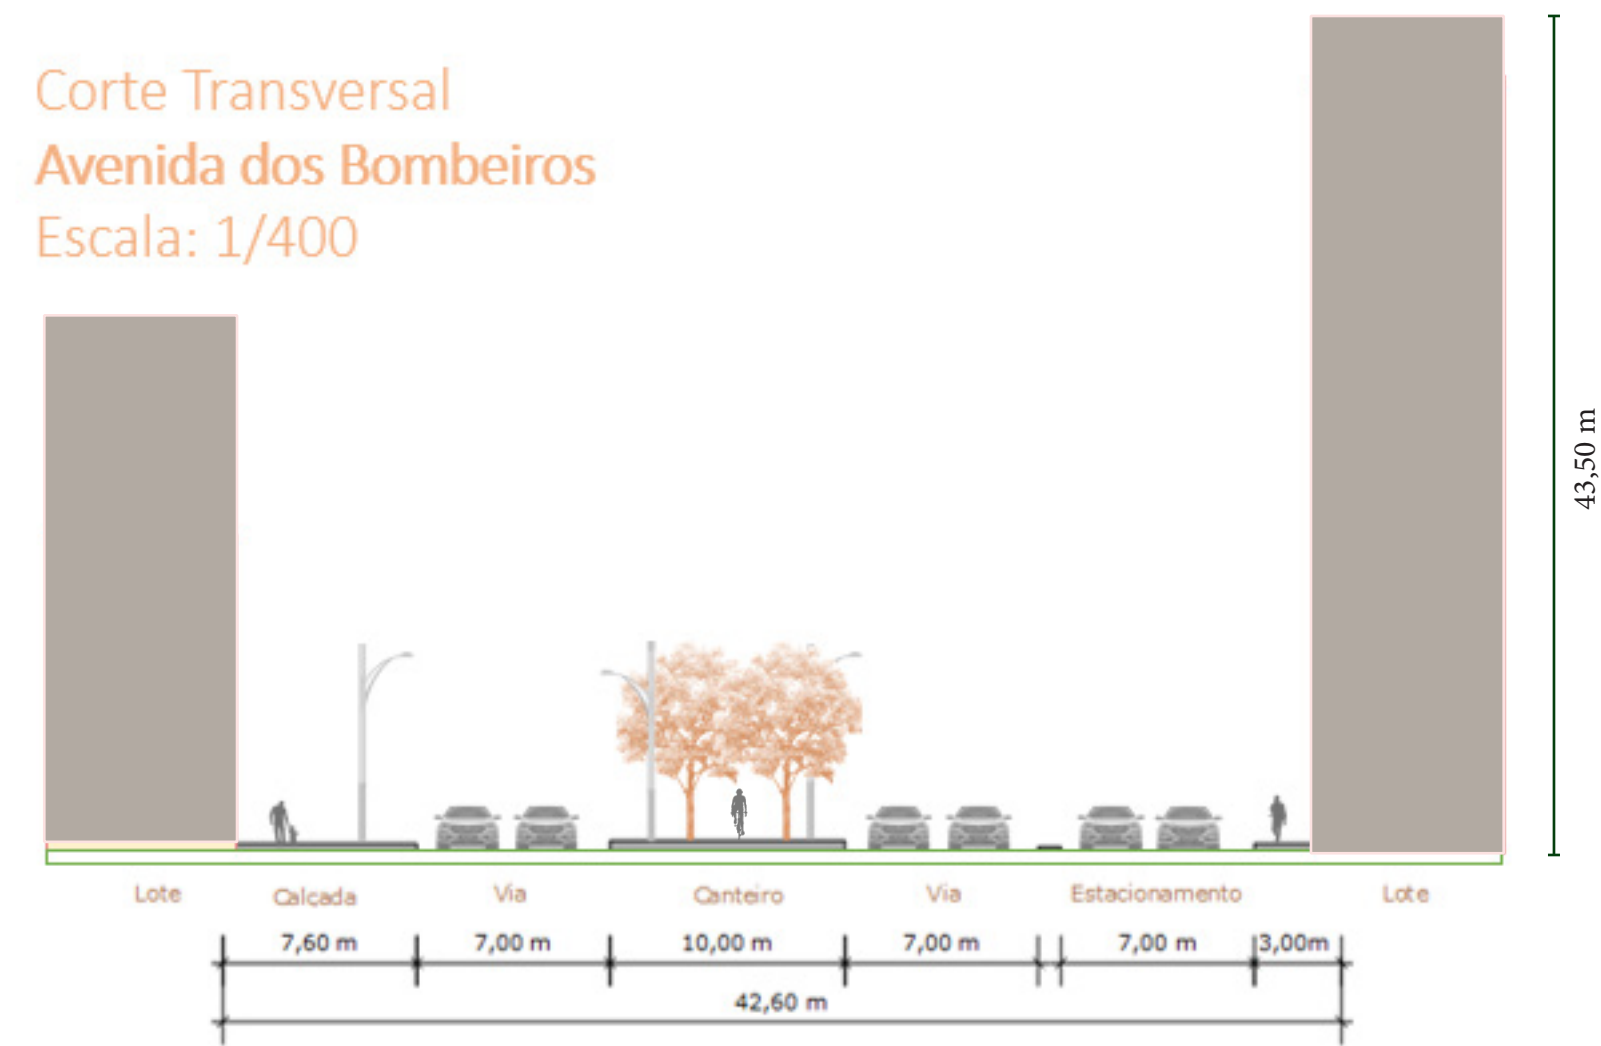 Corte Transversal
Avenida dos Bombeiros
Escala: 1/400
43,50 m
Lote
Calçada
Via
Canteiro
Via
Estacionamento
Lote
7,60 m
7,00 m
10,00 m
7,00 m
7,00 m
3,00m
42,60 m